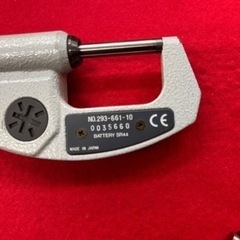 NO.293-661-10
0035660
BATTERY SR44
MADE IN JAPAN
CE